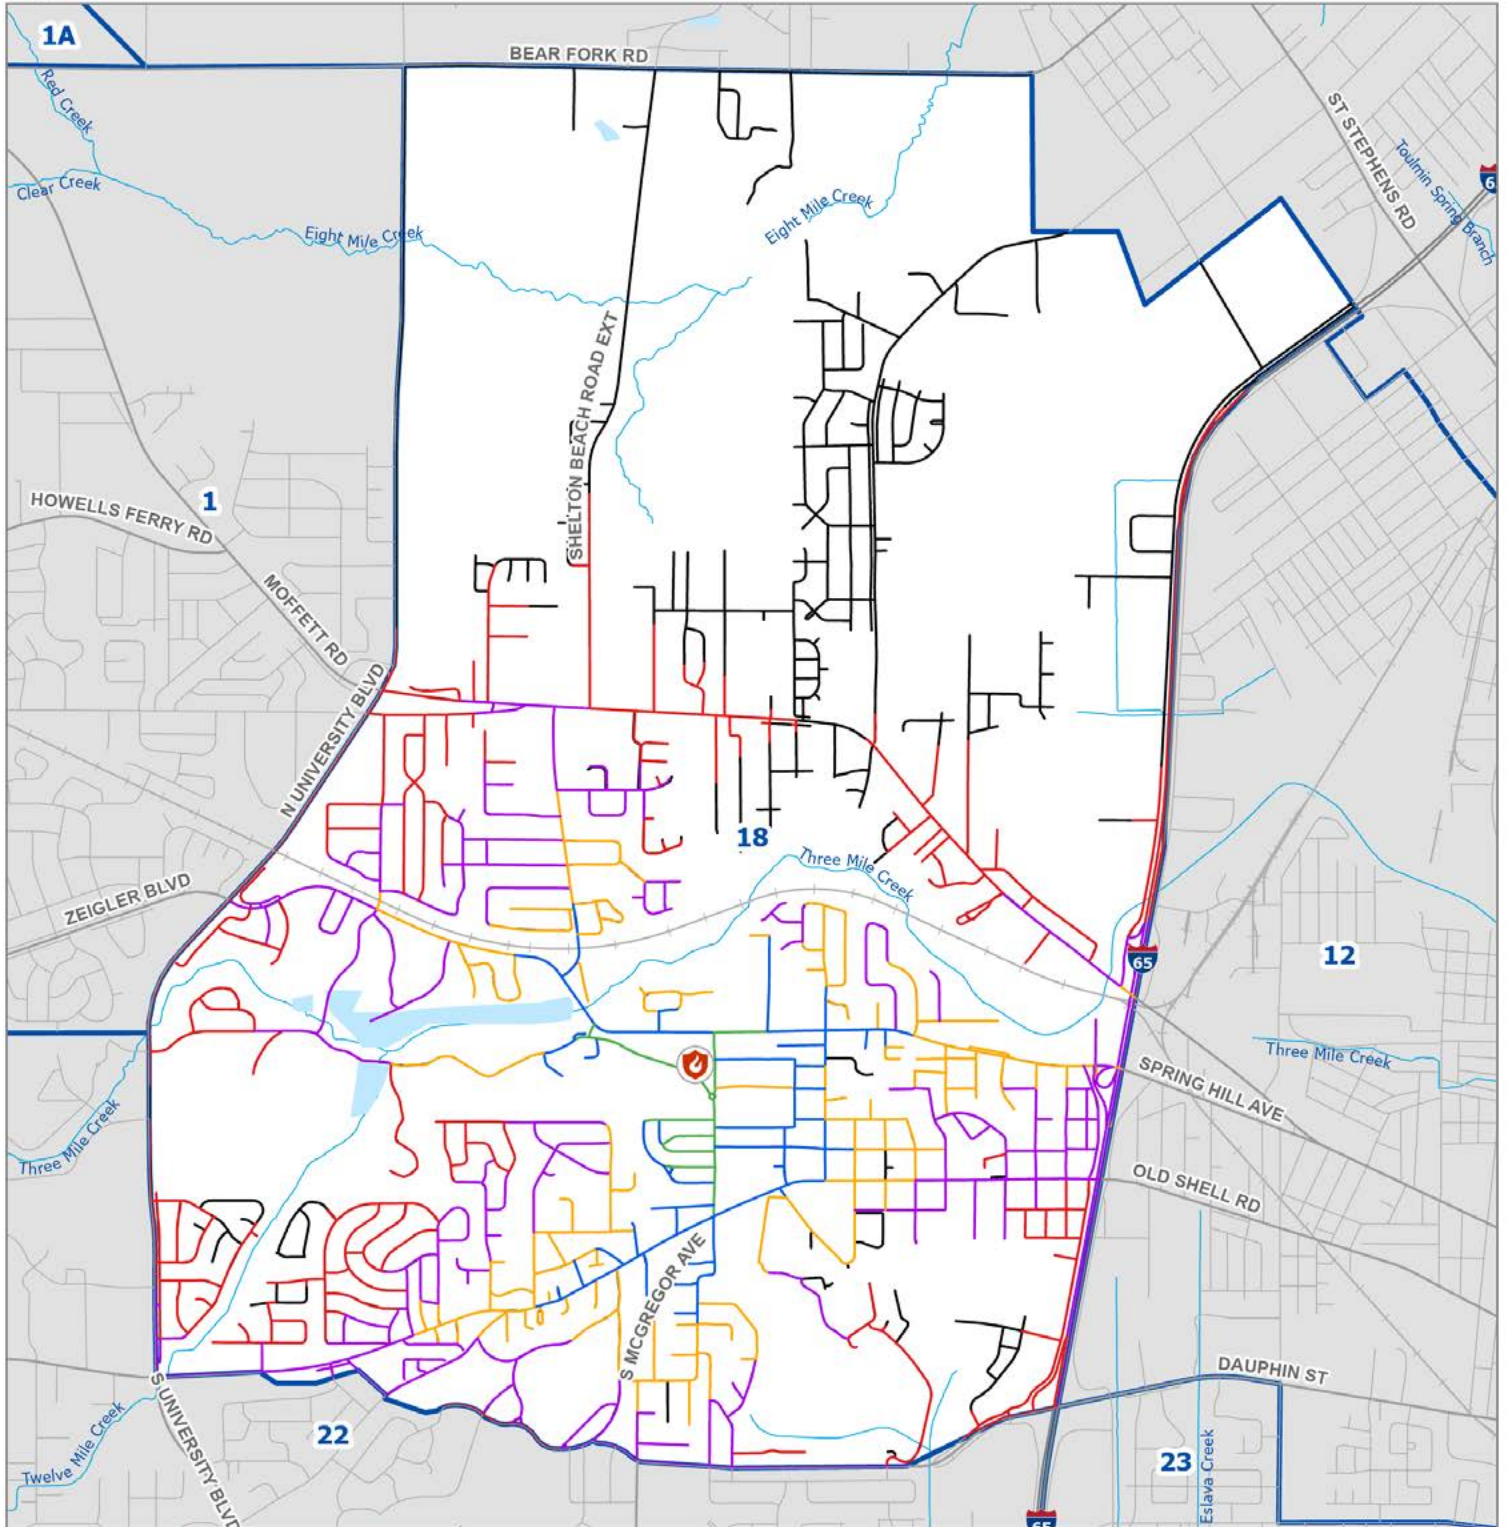 1A
BEAR FORK RD
Red Creek
ST STEPHENS RD
Toulmin Spring Branch
6
Clear Creek
Eight Mile Creek
Eight Mile Creek
SHELTON BEACH ROAD EXT
1
HOWELLS FERRY RD
MOFFETT RD
N UNIVERSITY BLVD
18
Three Mile Creek
ZEIGLER BLVD
65
12
Three Mile Creek
SPRING HILL AVE
Three Mile Creek
OLD SHELL RD
S MCGREGOR AVE
DAUPHIN ST
S UNIVERSITY BLVD
22
Twelve Mile Creek
23
Eslava Creek
65